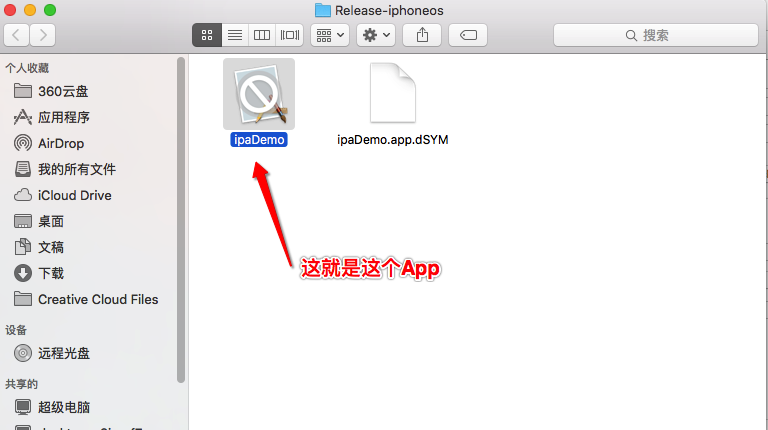 Release-iphoneos
搜索
个人收藏
360云盘
应用程序
AirDrop
我的所有文件
iCloud Drive
桌面
文稿
下载
Creative Cloud Files
设备
远程光盘
共享的
超级电脑
ipaDemo
ipaDemo.app.dSYM
这就是这个App